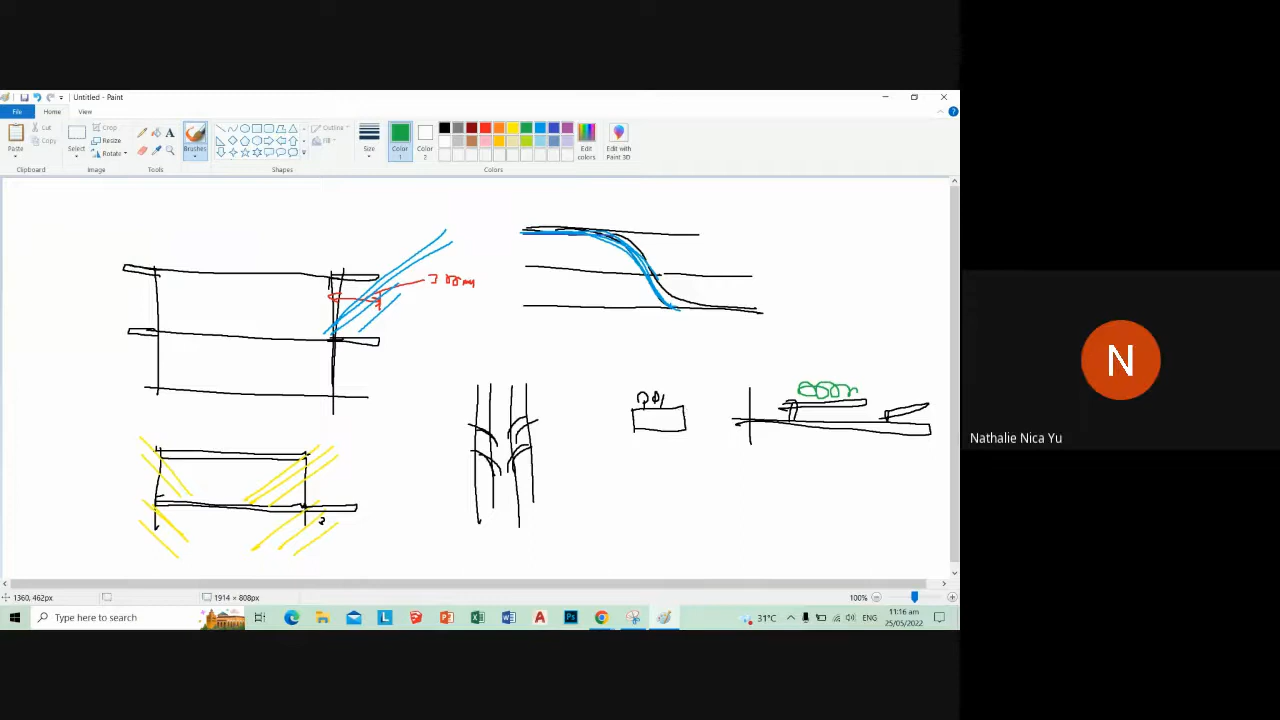 Untitled - Paint
File Home View
Cut
Copy
Paste
Clipboard
Crop
Resize
Rotate
Select
Image
A
Tools
Brushes
Outline
Fill
Shapes
Size
Color 1
Color 2
Edit colors
Edit with Paint 3D
Colors
Nathalie Nica Yu
N
1360, 462px
1914 × 808px
100%
Type here to search
31°C
ENG
11:16 am
25/05/2022